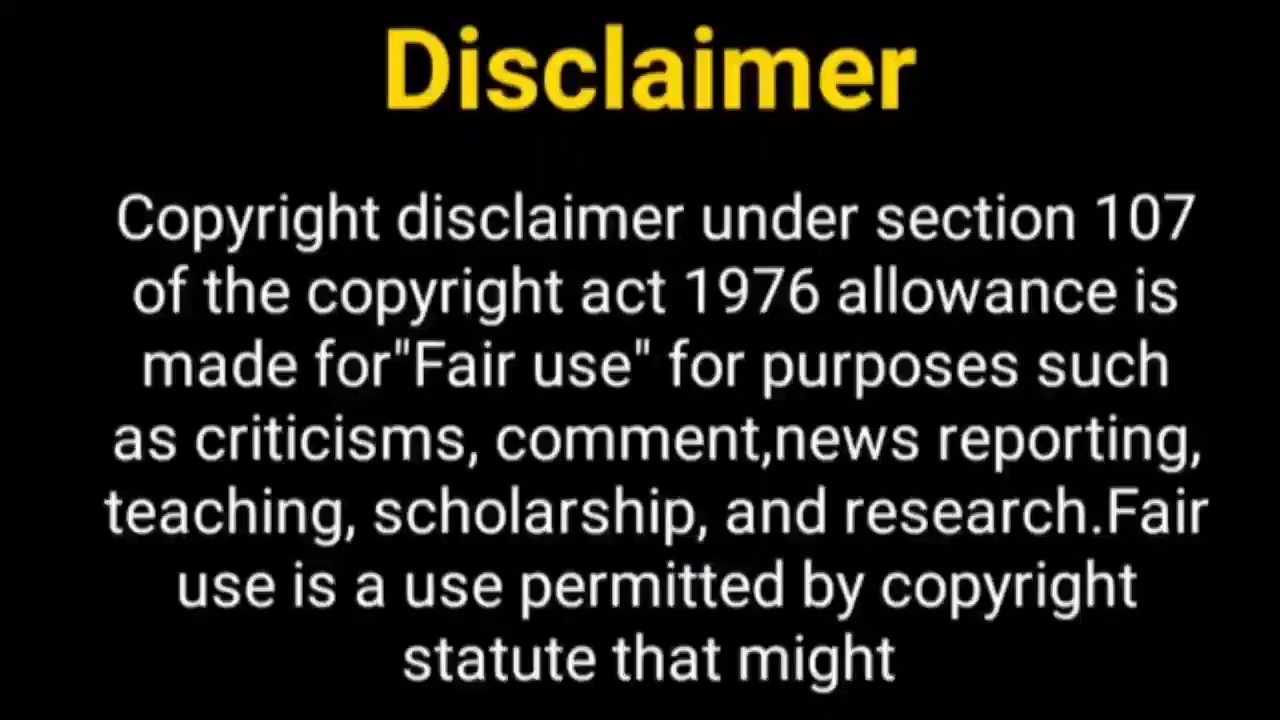 Disclaimer
Copyright disclaimer under section 107
of the copyright act 1976 allowance is
made for"Fair use" for purposes such
as criticisms, comment,news reporting,
teaching, scholarship, and research.Fair
use is a use permitted by copyright
statute that might